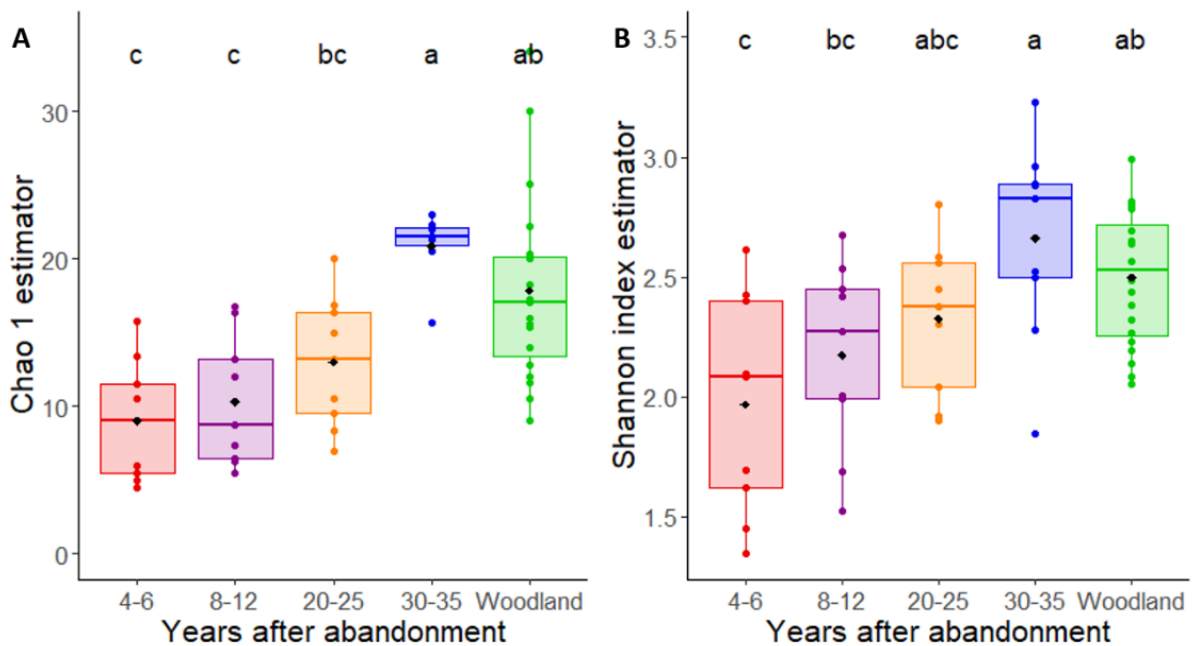 A
c c bc a ab
30
20
10
0
Chao 1 estimator
4-6 8-12 20-25 30-35 Woodland
Years after abandonment
B
c bc abc a ab
3.5
3.0
2.5
2.0
1.5
Shannon index estimator
4-6 8-12 20-25 30-35 Woodland
Years after abandonment